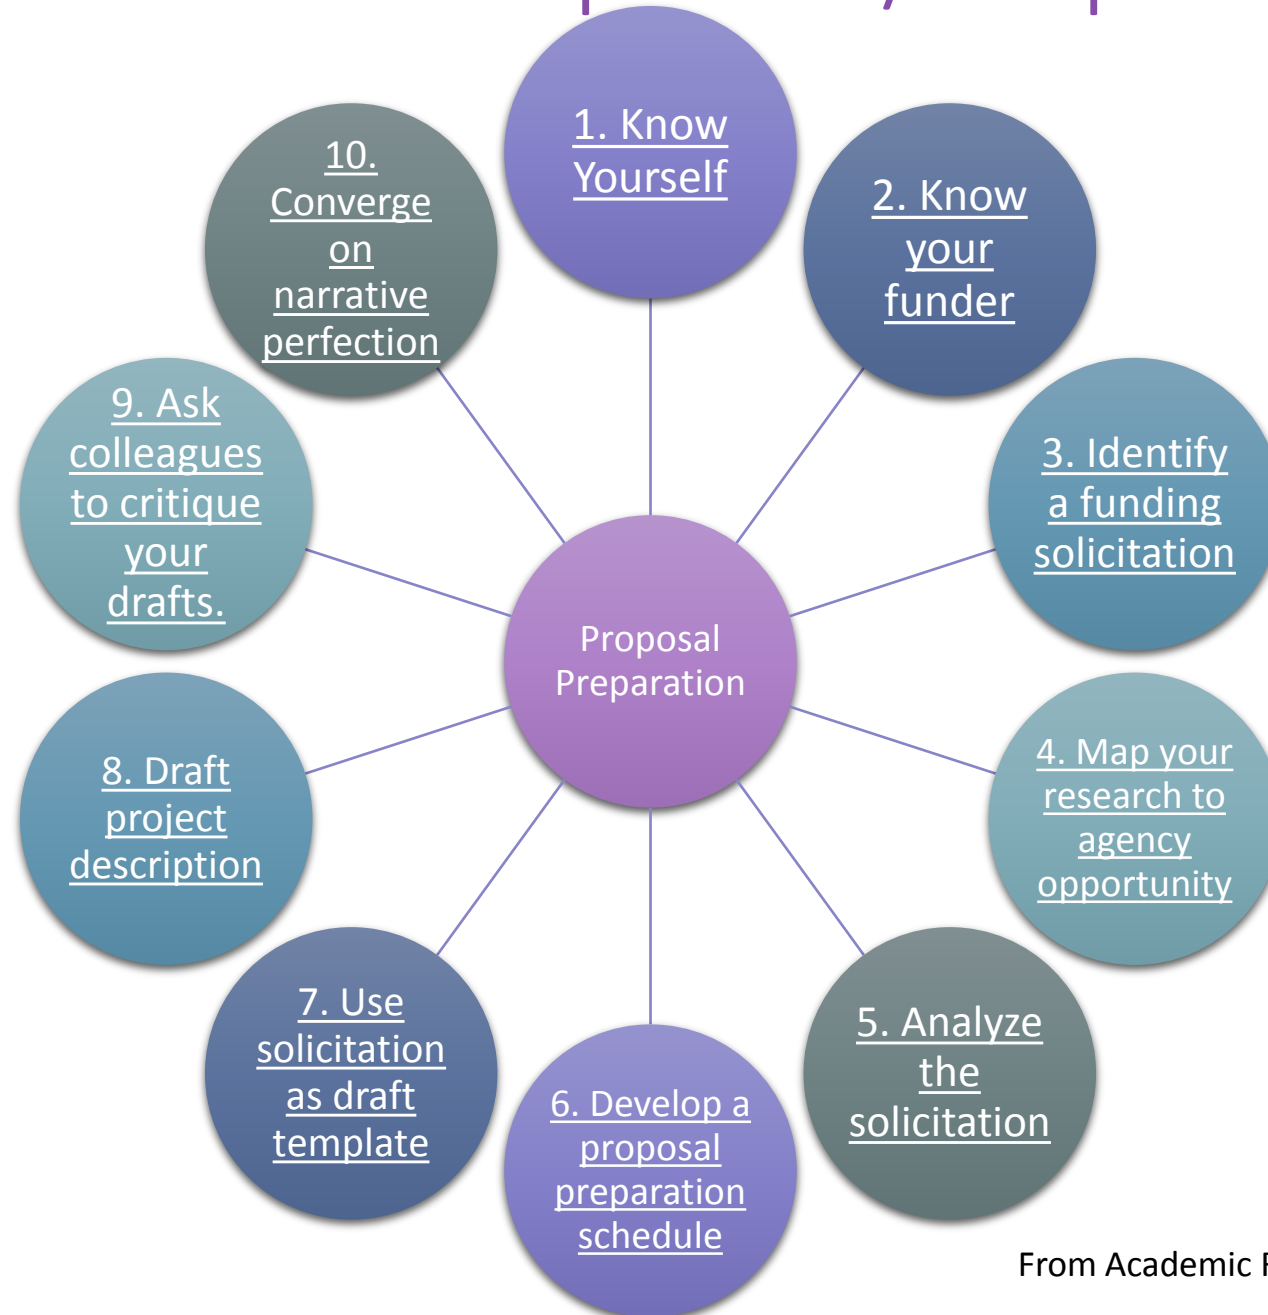 1. Know
Yourself
2. Know
your
funder
3. Identify
a funding
solicitation
4. Map your
research to
agency
opportunity
5. Analyze
the
solicitation
6. Develop a
proposal
preparation
schedule
7. Use
solicitation
as draft
template
8. Draft
project
description
9. Ask
colleagues
to critique
your
drafts.
10.
Converge
on
narrative
perfection
Proposal
Preparation
From Academic